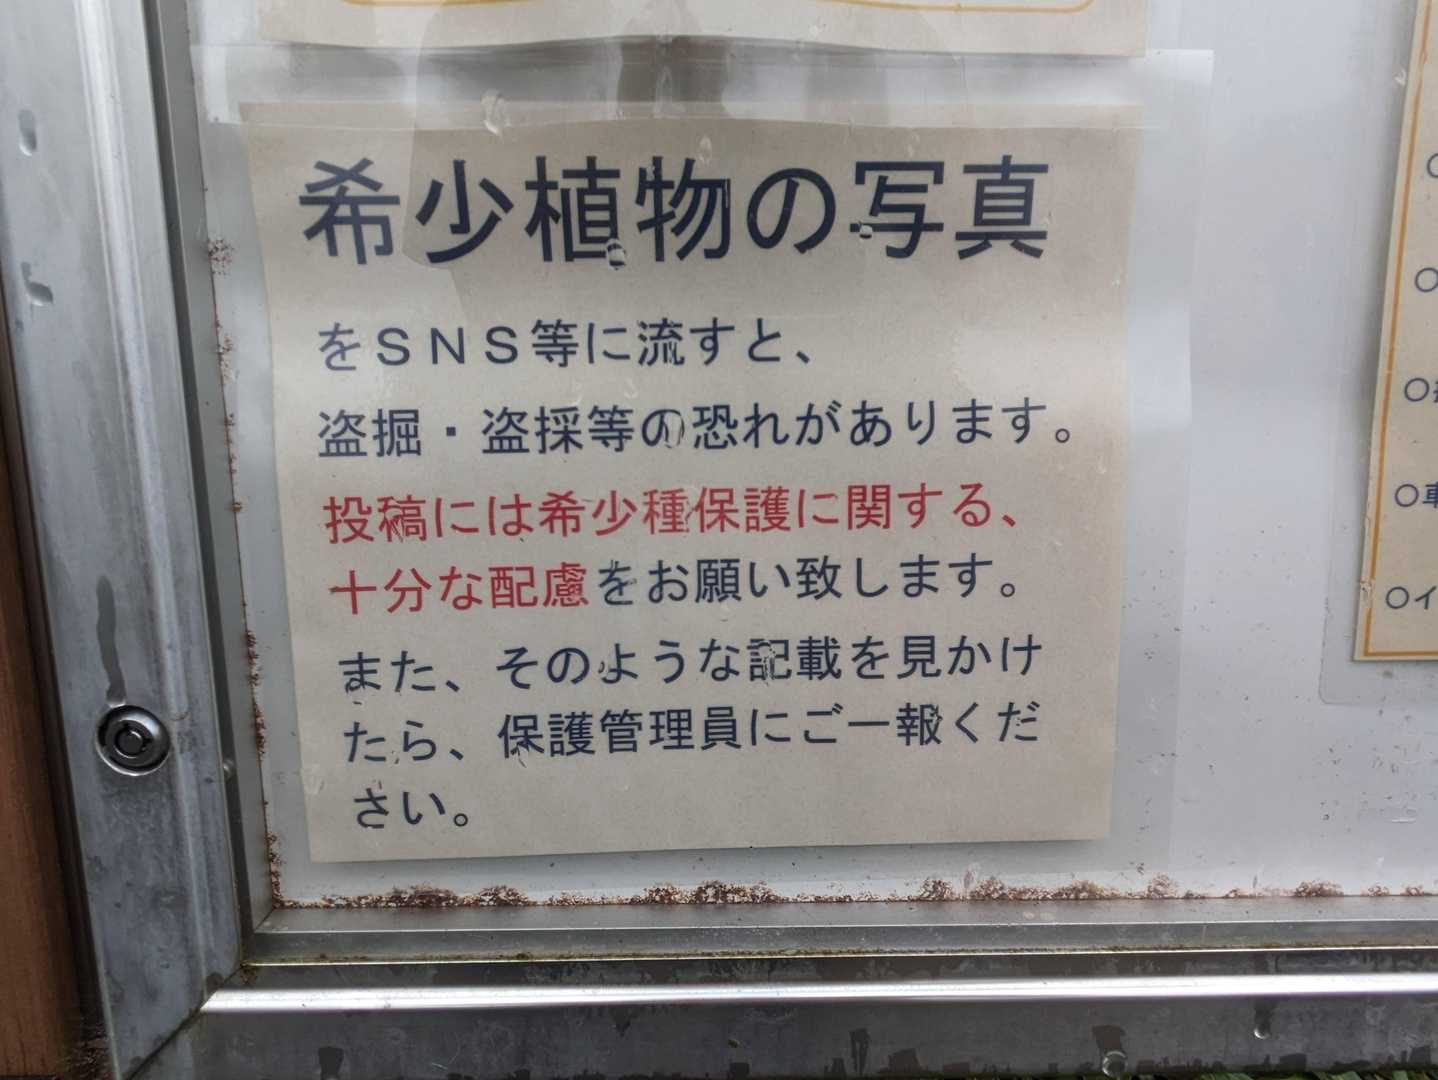 希少植物の写真
をＳＮＳ等に流すと、
盗掘・盗採等の恐れがあります。
投稿には希少種保護に関する、
十分な配慮をお願い致します。
また、そのような記載を見かけ
たら、保護管理員にご一報くだ
さい。